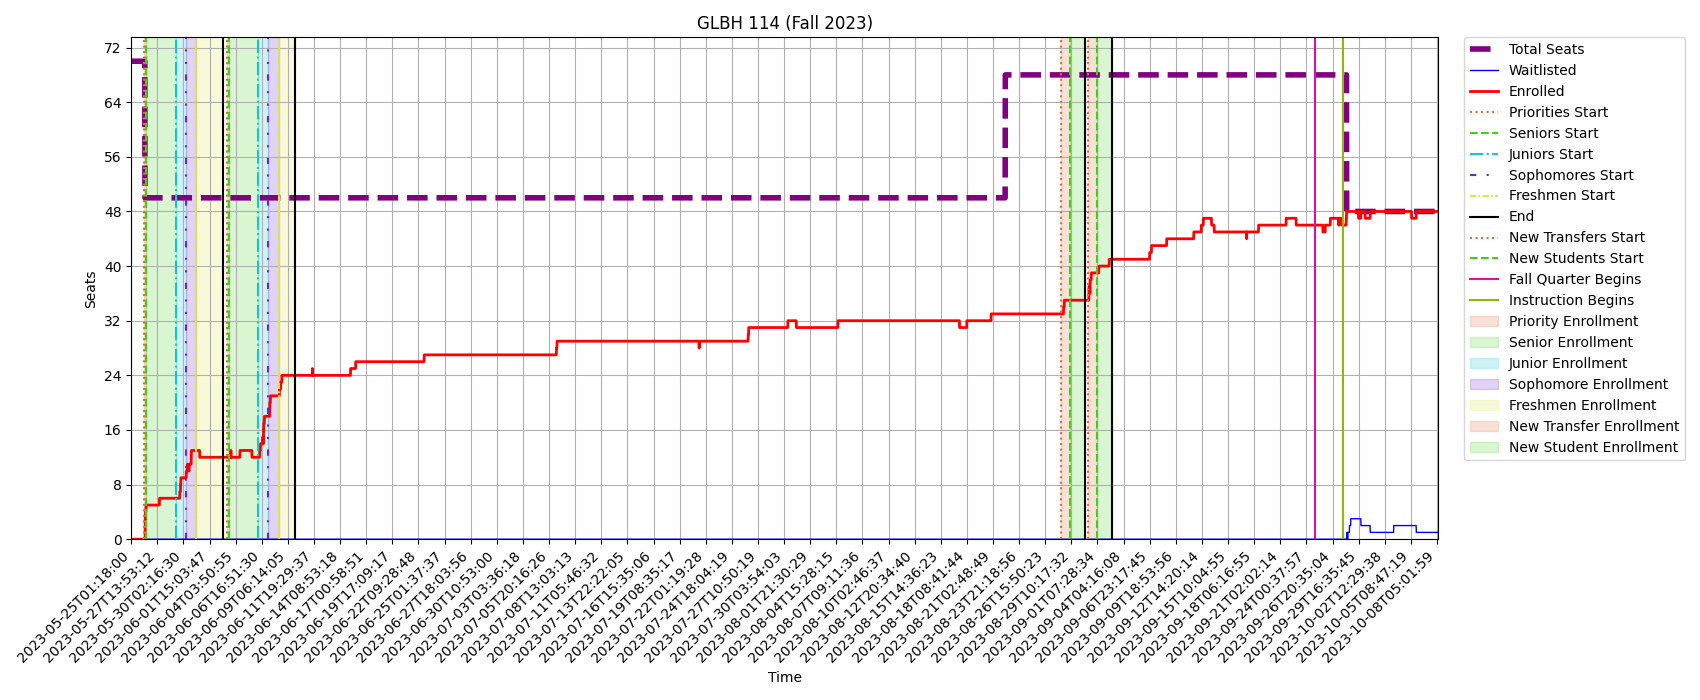 GLBH 114 (Fall 2023)
72
64
56
48
40
32
24
16
8
0
Seats
2023-05-25T01:18:00
2023-05-27T13:53:12
2023-05-30T02:16:30
2023-06-01T15:03:47
2023-06-04T03:50:55
2023-06-06T16:51:30
2023-06-09T06:14:05
2023-06-11T19:29:37
2023-06-14T08:53:18
2023-06-17T00:58:51
2023-06-19T17:09:17
2023-06-22T09:28:48
2023-06-25T01:37:37
2023-06-27T18:03:56
2023-06-30T10:53:00
2023-07-03T03:36:18
2023-07-05T20:16:26
2023-07-08T13:03:13
2023-07-11T05:46:32
2023-07-13T22:22:05
2023-07-16T15:35:06
2023-07-19T08:35:17
2023-07-22T01:19:28
2023-07-24T18:04:19
2023-07-27T10:50:19
2023-07-30T03:54:03
2023-08-01T21:30:29
2023-08-04T15:28:15
2023-08-07T09:11:36
2023-08-10T02:46:37
2023-08-12T20:34:40
2023-08-15T14:36:23
2023-08-18T08:41:44
2023-08-21T02:48:49
2023-08-23T21:18:56
2023-08-26T15:50:23
2023-08-29T10:17:32
2023-09-01T07:28:34
2023-09-04T04:16:08
2023-09-06T23:17:45
2023-09-09T18:53:56
2023-09-12T14:20:14
2023-09-15T10:04:55
2023-09-18T06:16:55
2023-09-21T02:02:14
2023-09-24T00:37:57
2023-09-26T20:35:04
2023-09-29T16:35:45
2023-10-02T12:29:38
2023-10-05T08:47:19
2023-10-08T05:01:59
Time
Total Seats
Waitlisted
Enrolled
Priorities Start
Seniors Start
Juniors Start
Sophomores Start
Freshmen Start
End
New Transfers Start
New Students Start
Fall Quarter Begins
Instruction Begins
Priority Enrollment
Senior Enrollment
Junior Enrollment
Sophomore Enrollment
Freshmen Enrollment
New Transfer Enrollment
New Student Enrollment